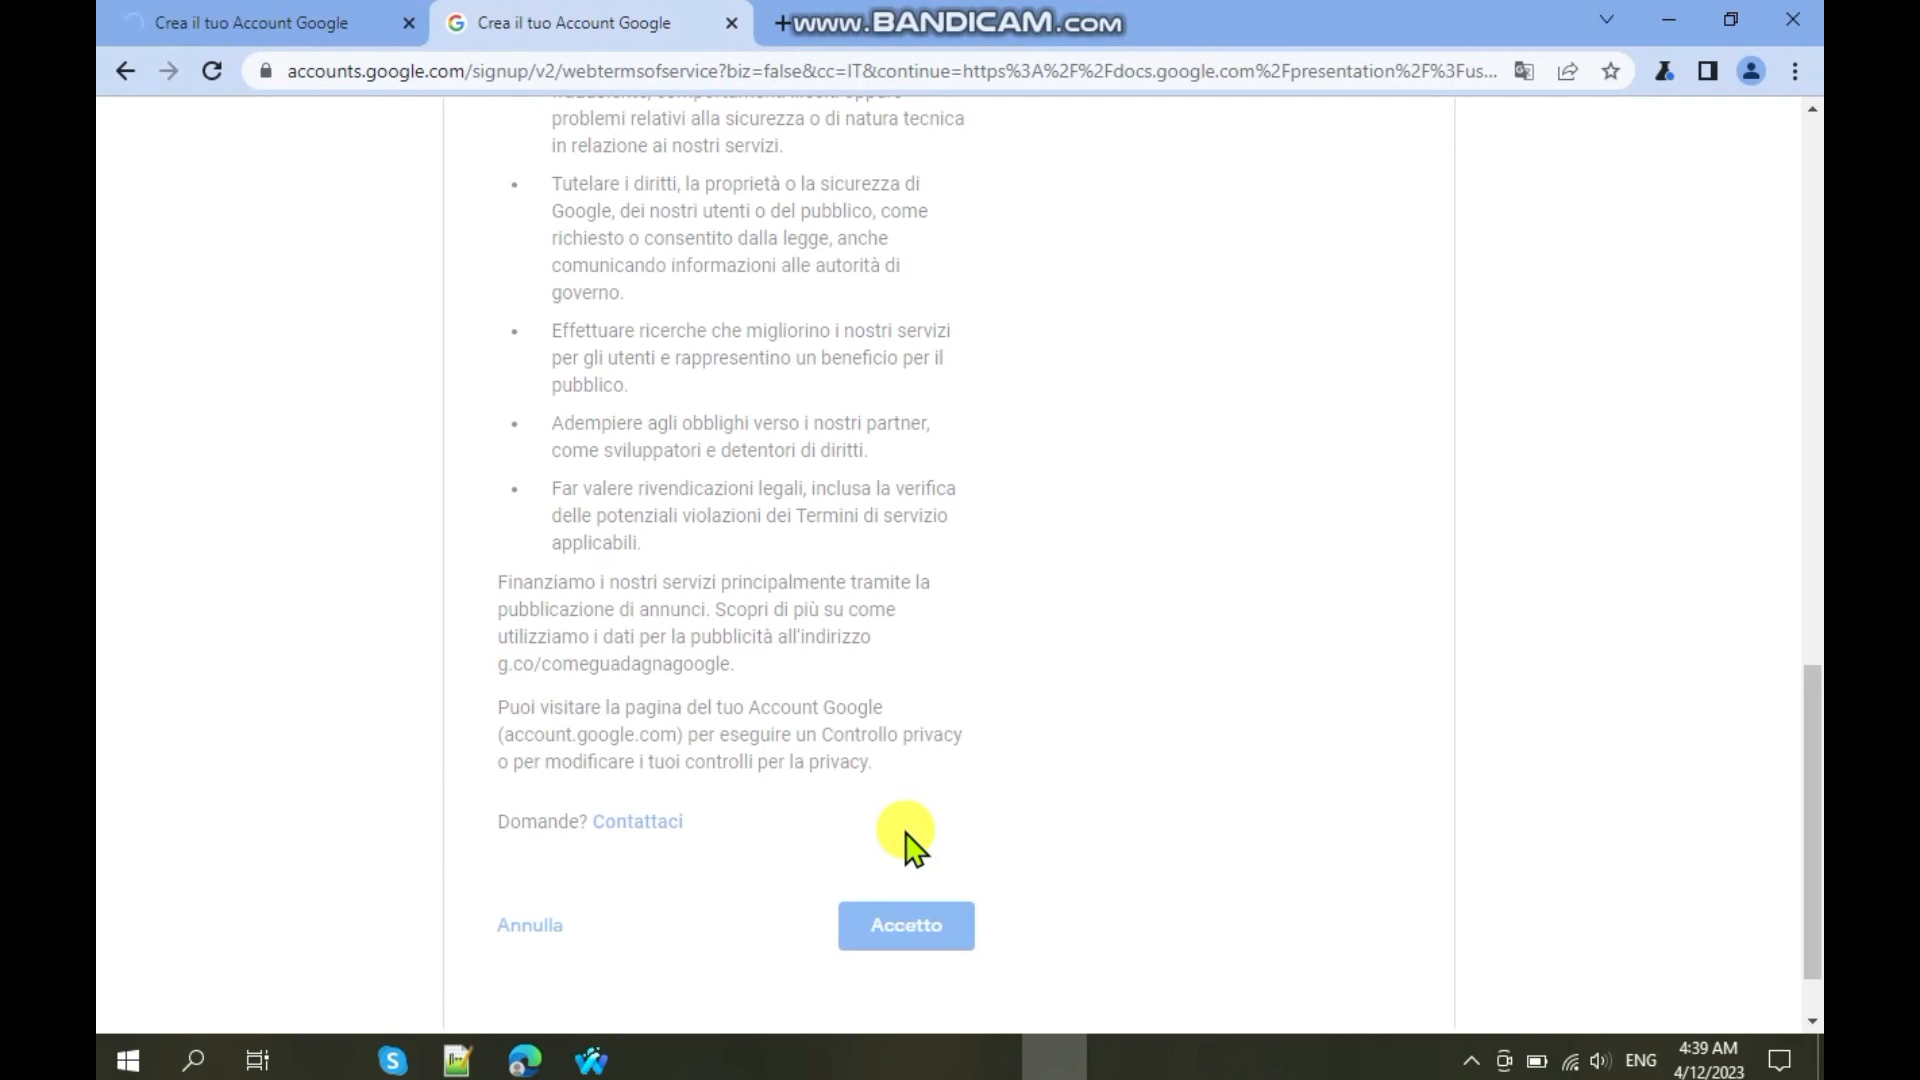 Crea il tuo Account Google
Crea il tuo Account Google
www.BANDICAM.com
accounts.google.com/signup/v2/webtermsofservice?biz=false&cc=IT&continue=https%3A%2F%2Fdocs.google.com%2Fpresentation%2F%3Fus...
problemi relativi alla sicurezza o di natura tecnica
in relazione ai nostri servizi.
• Tutelare i diritti, la proprietà o la sicurezza di
Google, dei nostri utenti o del pubblico, come
richiesto o consentito dalla legge, anche
comunicando informazioni alle autorità di
governo.
• Effettuare ricerche che migliorino i nostri servizi
per gli utenti e rappresentino un beneficio per il
pubblico.
• Adempiere agli obblighi verso i nostri partner,
come sviluppatori e detentori di diritti.
• Far valere rivendicazioni legali, inclusa la verifica
delle potenziali violazioni dei Termini di servizio
applicabili.
Finanziamo i nostri servizi principalmente tramite la
pubblicazione di annunci. Scopri di più su come
utilizziamo i dati per la pubblicità all'indirizzo
g.co/comeguadagnagoogle.
Puoi visitare la pagina del tuo Account Google
(account.google.com) per eseguire un Controllo privacy
o per modificare i tuoi controlli per la privacy.
Domande? Contattaci
Annulla
Accetto
ENG
4:39 AM
4/12/2023